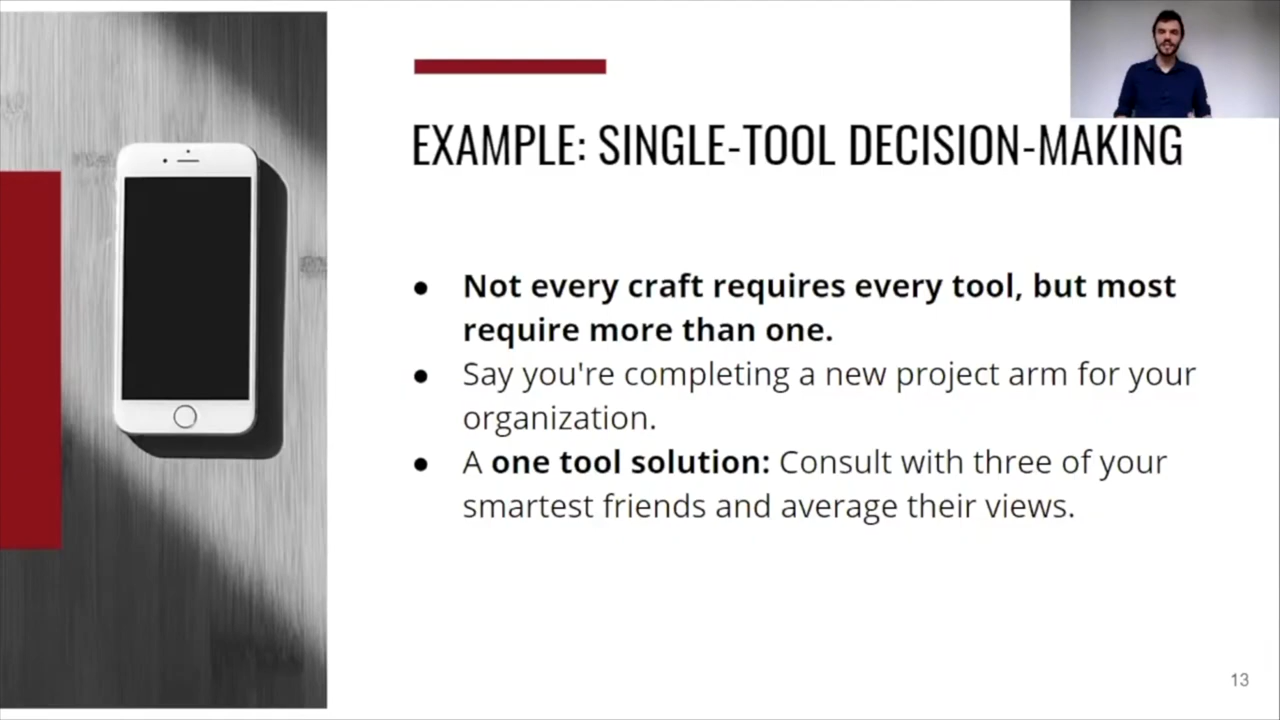 EXAMPLE: SINGLE-TOOL DECISION-MAKING
● Not every craft requires every tool, but most
require more than one.
● Say you're completing a new project arm for your
organization.
● A one tool solution: Consult with three of your
smartest friends and average their views.
13